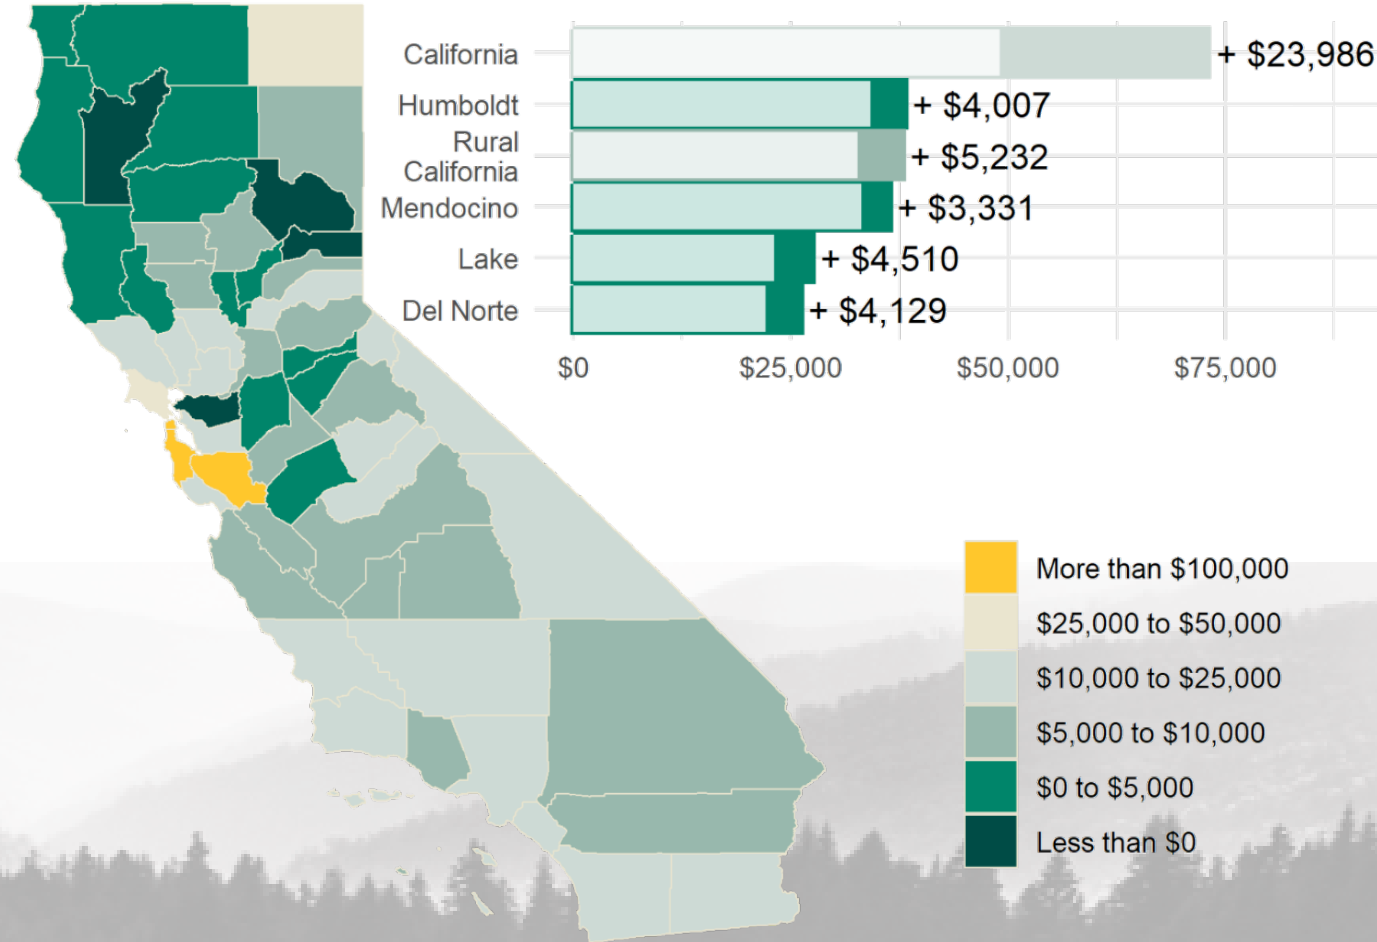 California + $23,986
Humboldt + $4,007
Rural
California + $5,232
Mendocino + $3,331
Lake + $4,510
Del Norte + $4,129
$0 $25,000 $50,000 $75,000
More than $100,000
$25,000 to $50,000
$10,000 to $25,000
$5,000 to $10,000
$0 to $5,000
Less than $0